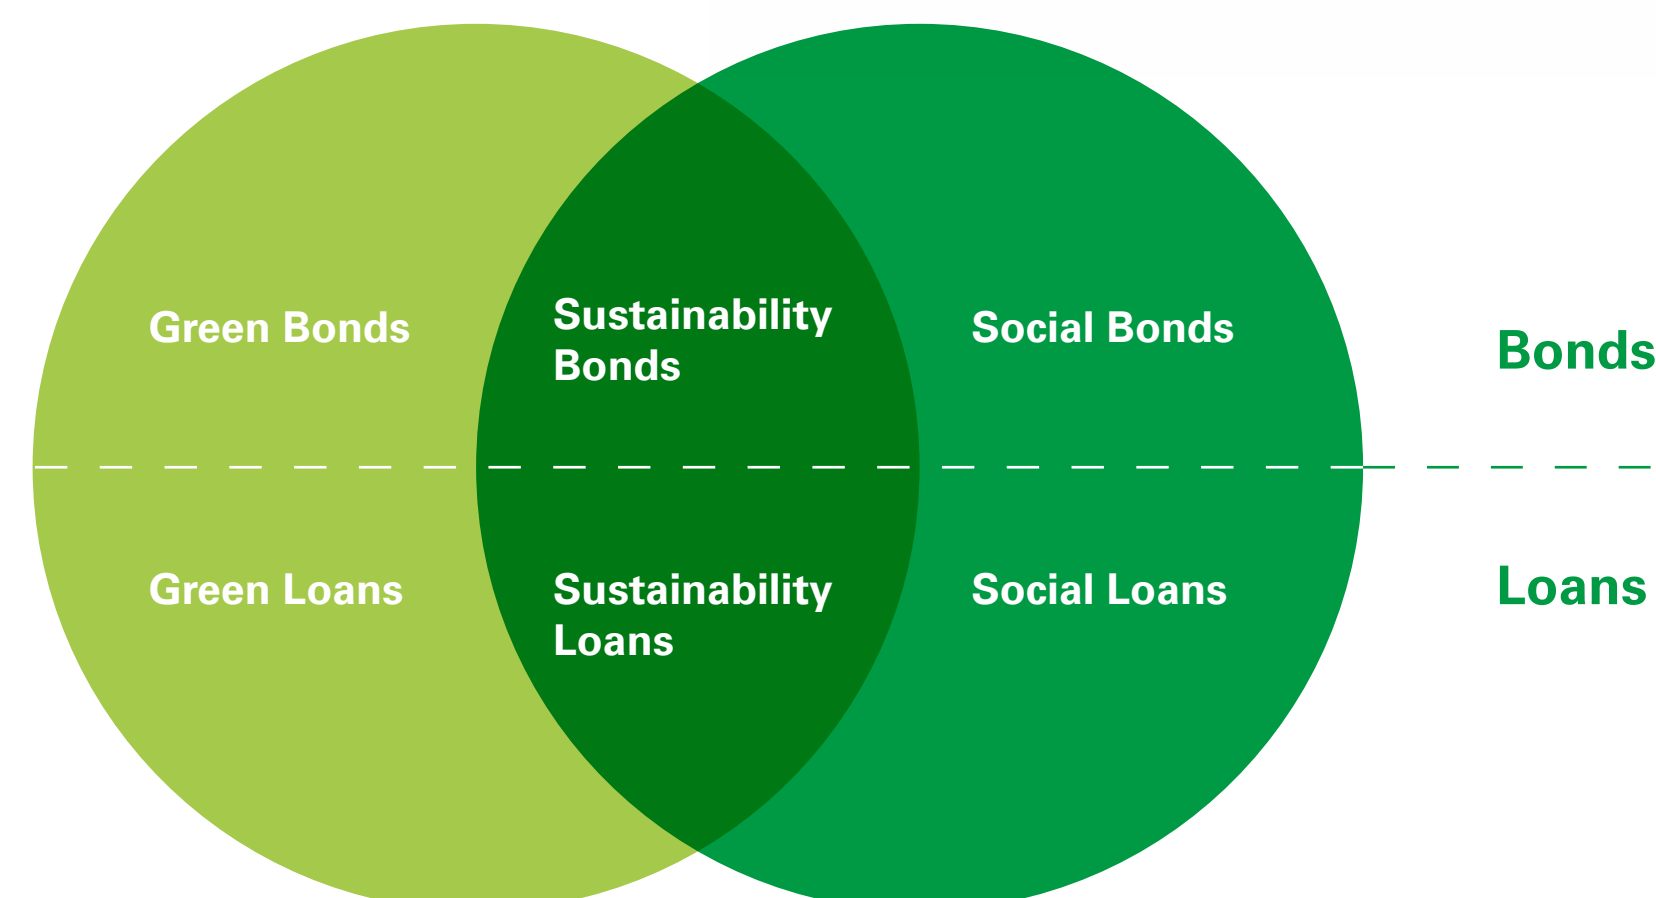 Green Bonds
Sustainability
Bonds
Social Bonds
Bonds
Green Loans
Sustainability
Loans
Social Loans
Loans